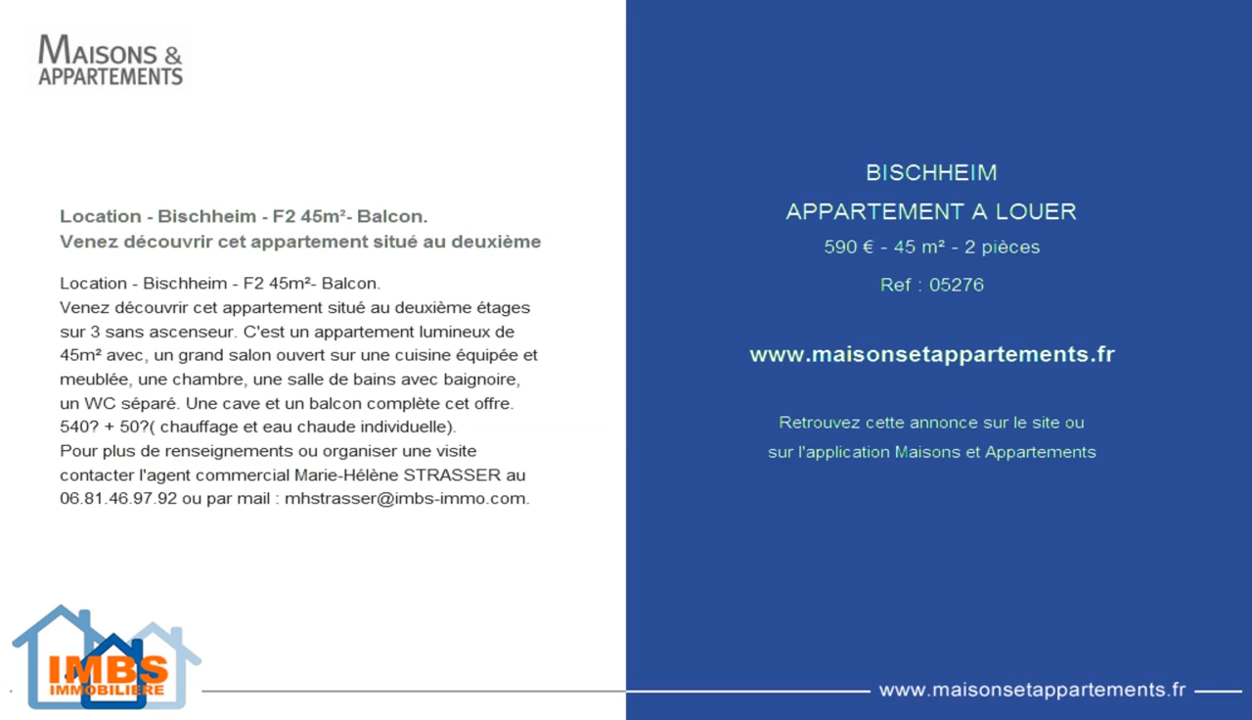 MAISONS &
APPARTEMENTS
Location - Bischheim - F2 45m²- Balcon.
Venez découvrir cet appartement situé au deuxième
Location - Bischheim - F2 45m²- Balcon.
Venez découvrir cet appartement situé au deuxième étages
sur 3 sans ascenseur. C'est un appartement lumineux de
45m² avec, un grand salon ouvert sur une cuisine équipée et
meublée, une chambre, une salle de bains avec baignoire,
un WC séparé. Une cave et un balcon complète cet offre.
540? + 50?( chauffage et eau chaude individuelle).
Pour plus de renseignements ou organiser une visite
contacter l'agent commercial Marie-Hélène STRASSER au
06.81.46.97.92 ou par mail : mhstrasser@imbs-immo.com.
IMBS
IMMOBILIERE
BISCHHEIM
APPARTEMENT A LOUER
590 € - 45 m² - 2 pièces
Ref : 05276
www.maisonsetappartements.fr
Retrouvez cette annonce sur le site ou
sur l'application Maisons et Appartements
www.maisonsetappartements.fr